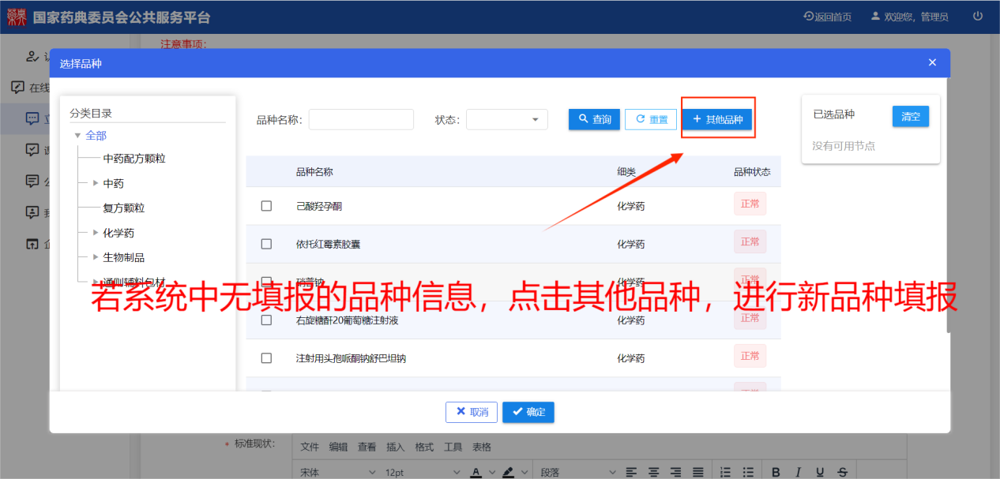 国家药典委员会公共服务平台
返回首页 欢迎您, 管理员
注意事项:
选择品种
在线
分类目录
全部
中药配方颗粒
中药
复方颗粒
化学药
生物制品
通则辅料包材
品种名称: 状态: 查询 重置 + 其他品种
已选品种 清空
没有可用节点
品种名称 细类 品种状态
己酸羟孕酮 化学药 正常
依托红霉素胶囊 化学药 正常
硝普钠 化学药 正常
若系统中无填报的品种信息，点击其他品种，进行新品种填报
右旋糖酐20葡萄糖注射液 化学药 正常
注射用头孢哌酮钠舒巴坦钠 化学药 正常
取消 确定
* 标准现状:
文件 编辑 查看 插入 格式 工具 表格
宋体 12pt A 段落 B I U S